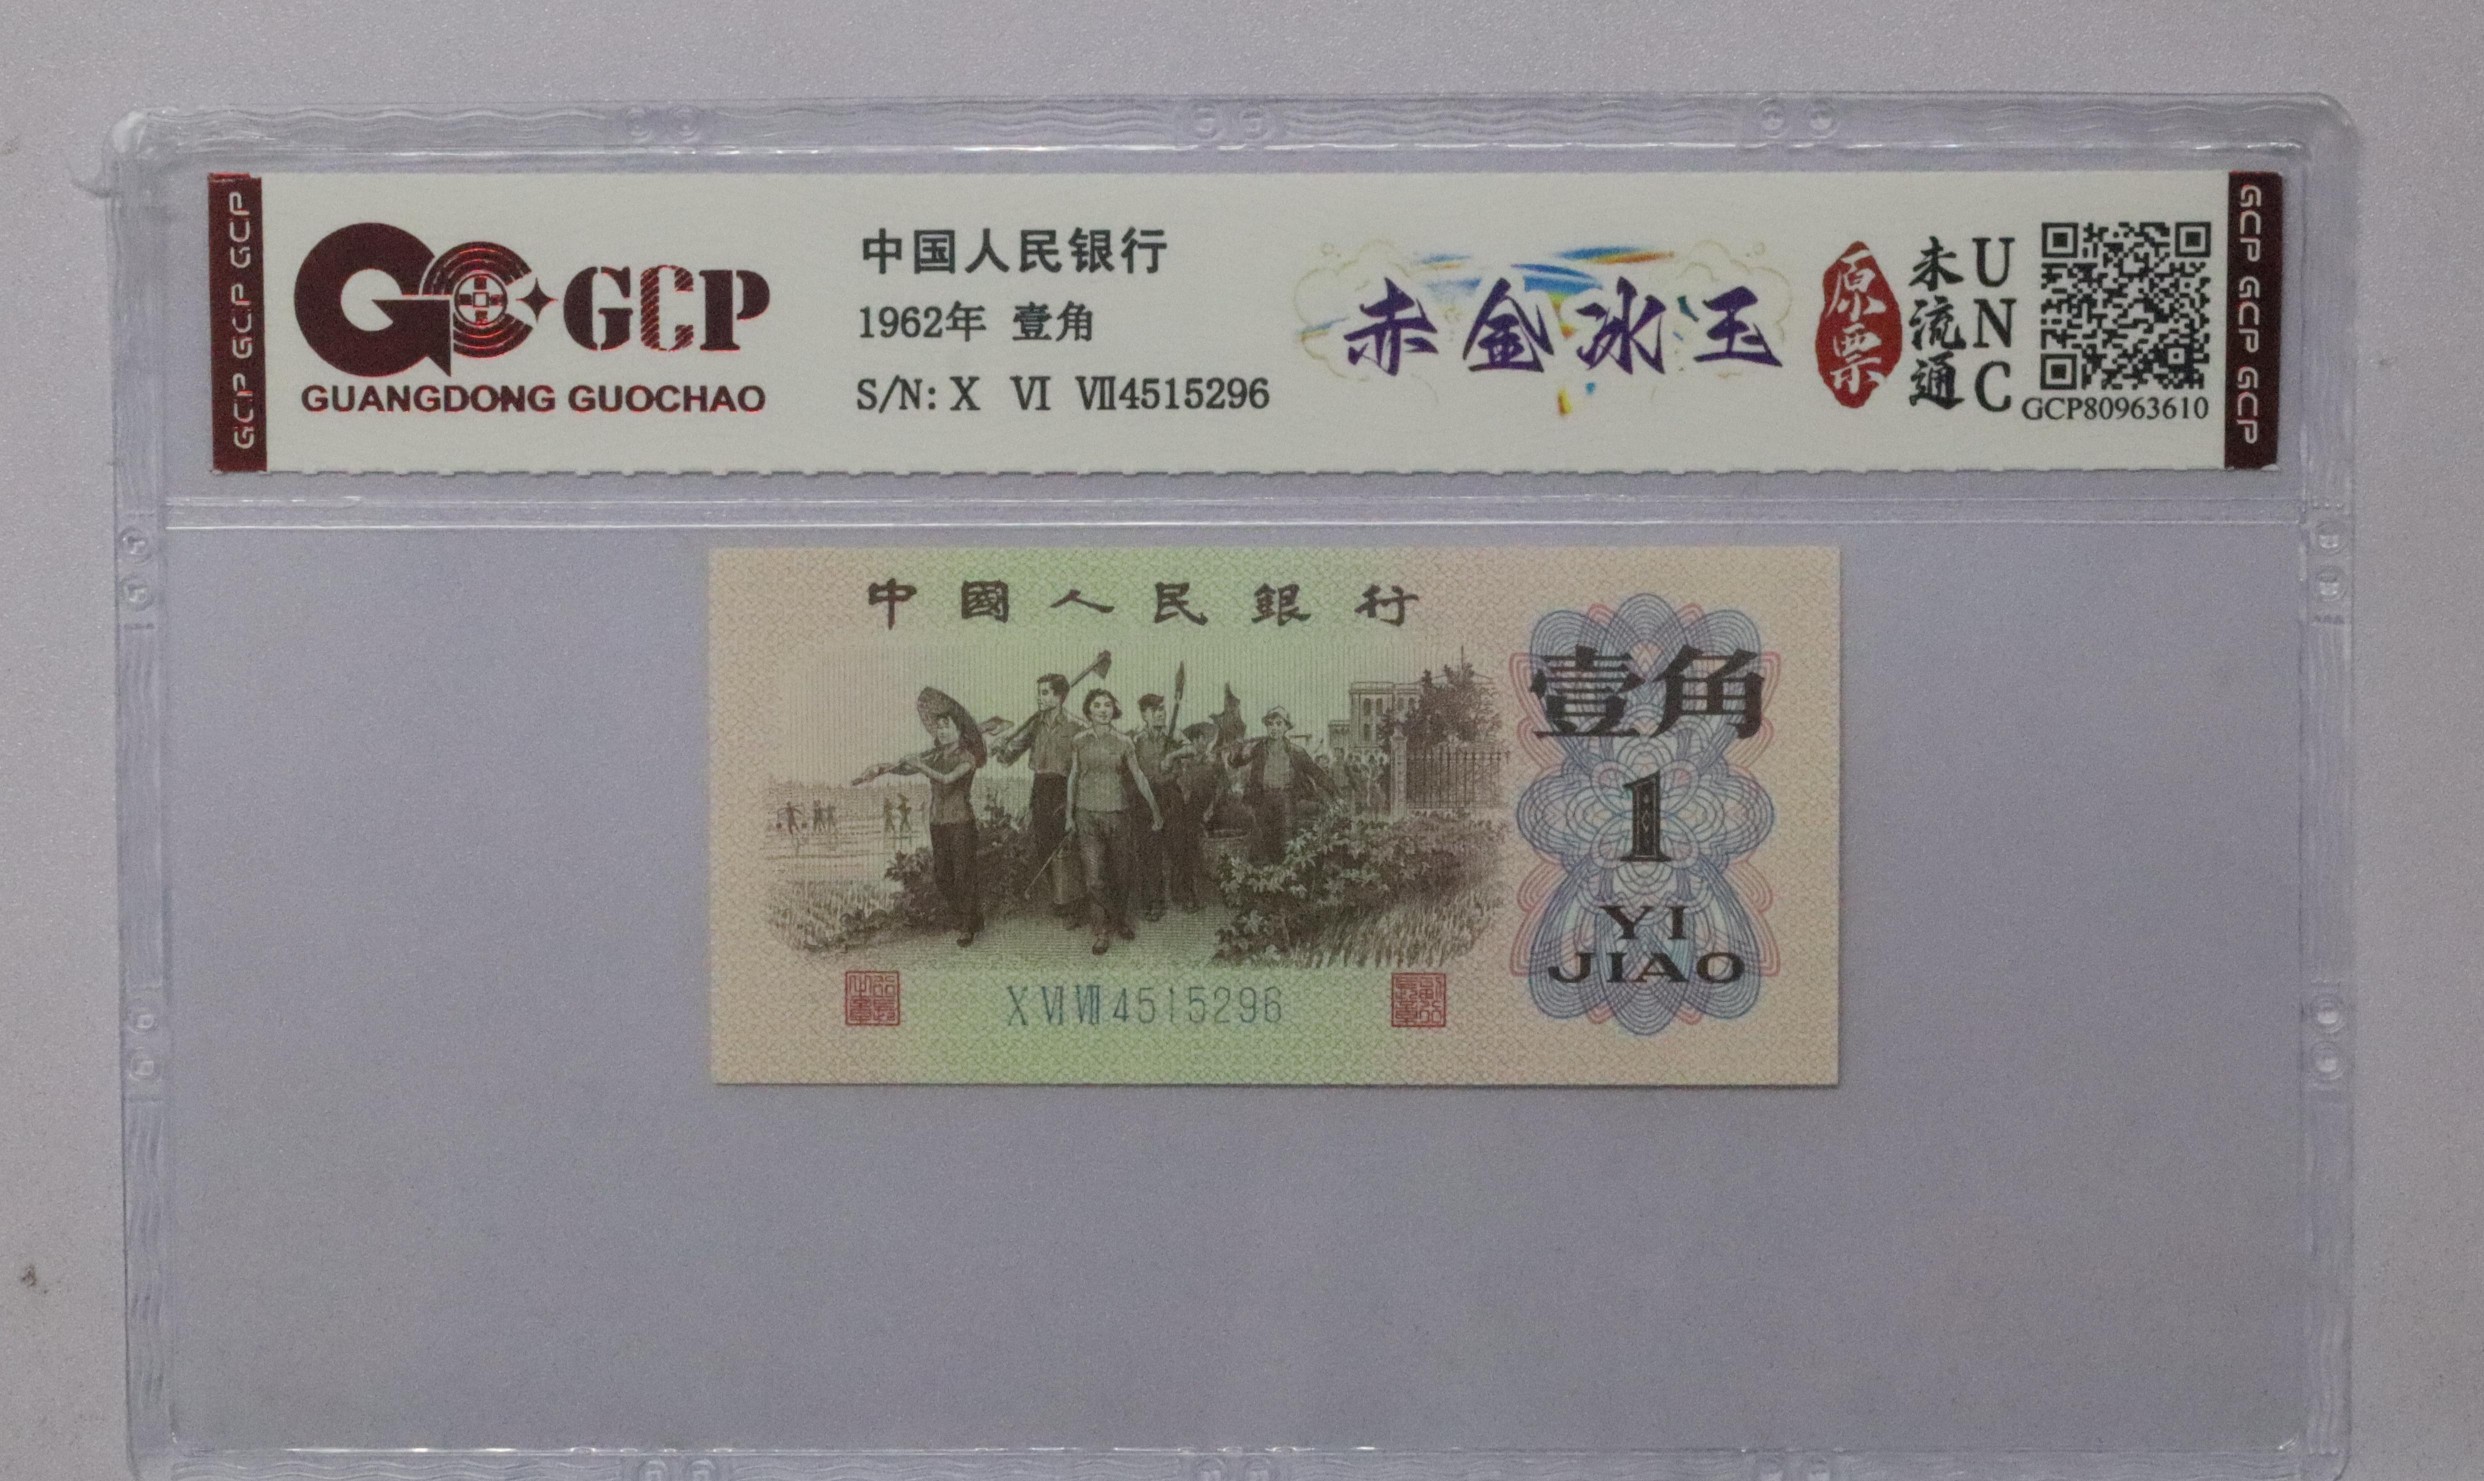 GCP GCP GCP
GCP
GUANGDONG GUOCHAO
中国人民银行
1962年 壹角
S/N: X VI VII4515296
赤金冰玉
原票
未流通
UNC
GCP80963610
GCP GCP GCP
中國人民銀行
壹角
1
YI
JIAO
X VI VII 4515296